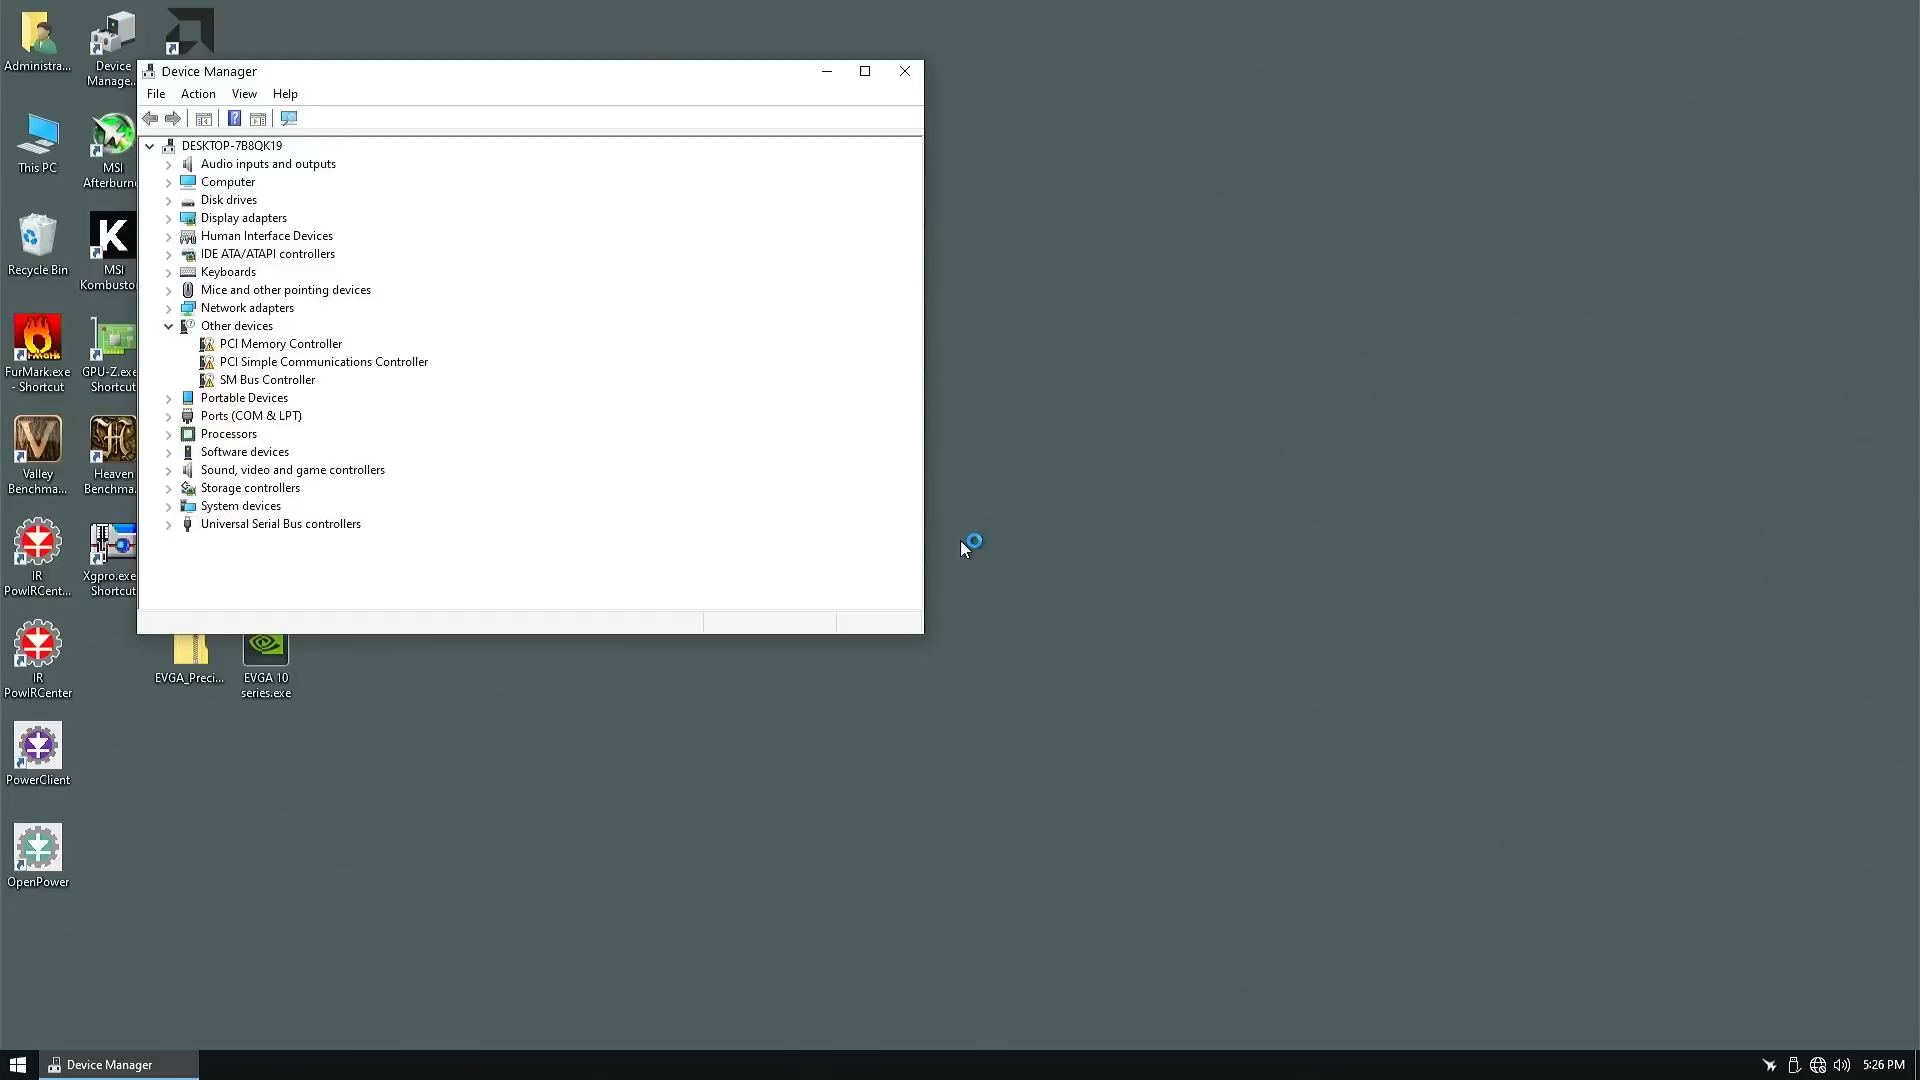 Administra...
Device
Manage...
This PC
MSI
Afterburn
Recycle Bin
K
MSI
Kombusto
FurMark.exe
- Shortcut
GPU-Z.exe
Shortcut
Valley
Benchma...
Heaven
Benchma...
IR
PowIRCent...
Xgpro.exe
Shortcut
IR
PowIRCenter
EVGA_Preci...
EVGA 10
series.exe
PowerClient
OpenPower
Device Manager
File Action View Help
DESKTOP-7B8QK19
Audio inputs and outputs
Computer
Disk drives
Display adapters
Human Interface Devices
IDE ATA/ATAPI controllers
Keyboards
Mice and other pointing devices
Network adapters
Other devices
PCI Memory Controller
PCI Simple Communications Controller
SM Bus Controller
Portable Devices
Ports (COM & LPT)
Processors
Software devices
Sound, video and game controllers
Storage controllers
System devices
Universal Serial Bus controllers
Device Manager
5:26 PM